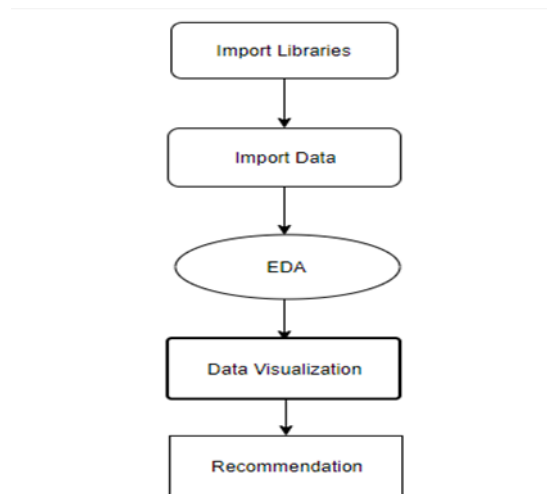 Import Libraries
Import Data
EDA
Data Visualization
Recommendation